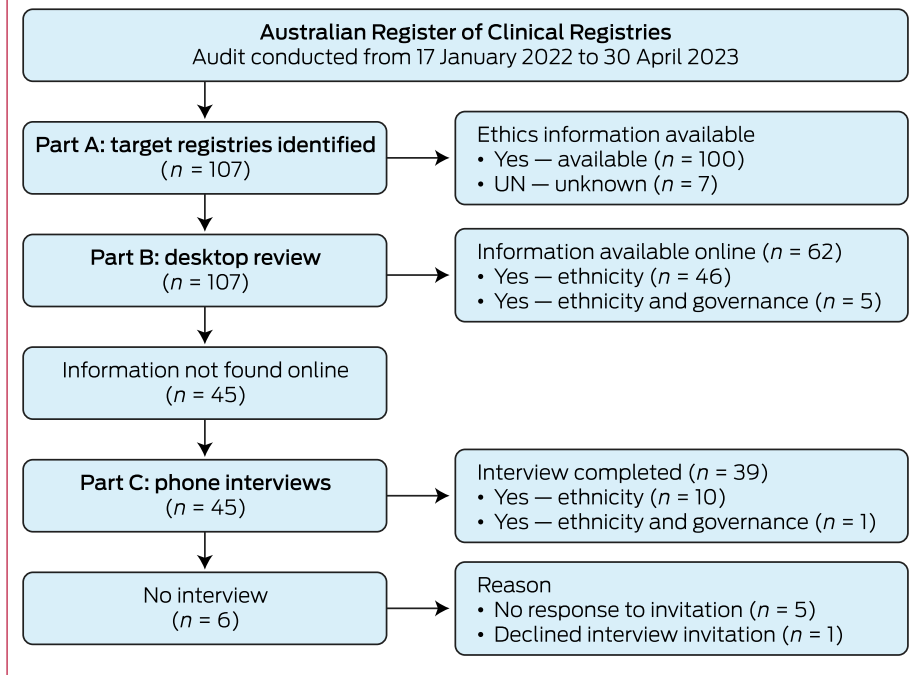 Australian Register of Clinical Registries
Audit conducted from 17 January 2022 to 30 April 2023
Part A: target registries identified
(n = 107)
Ethics information available
• Yes — available (n = 100)
• UN — unknown (n = 7)
Part B: desktop review
(n = 107)
Information available online (n = 62)
• Yes — ethnicity (n = 46)
• Yes — ethnicity and governance (n = 5)
Information not found online
(n = 45)
Part C: phone interviews
(n = 45)
Interview completed (n = 39)
• Yes — ethnicity (n = 10)
• Yes — ethnicity and governance (n = 1)
No interview
(n = 6)
Reason
• No response to invitation (n = 5)
• Declined interview invitation (n = 1)